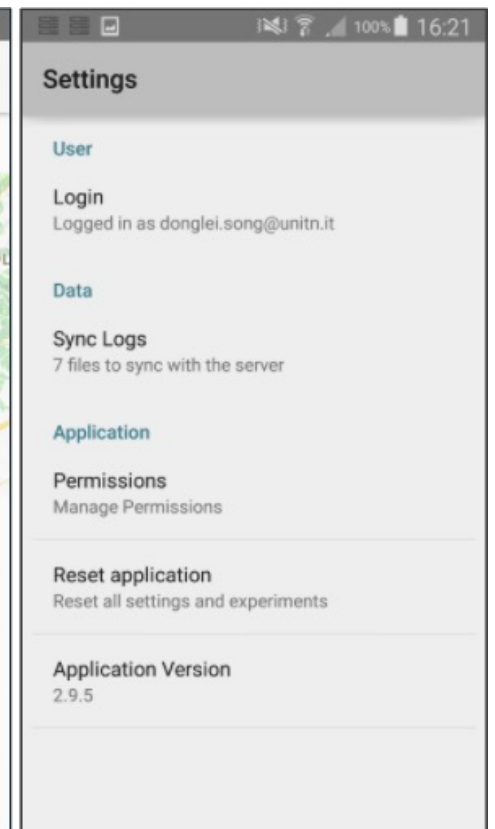 100% 16:21
Settings
User
Login
Logged in as donglei.song@unitn.it
Data
Sync Logs
7 files to sync with the server
Application
Permissions
Manage Permissions
Reset application
Reset all settings and experiments
Application Version
2.9.5